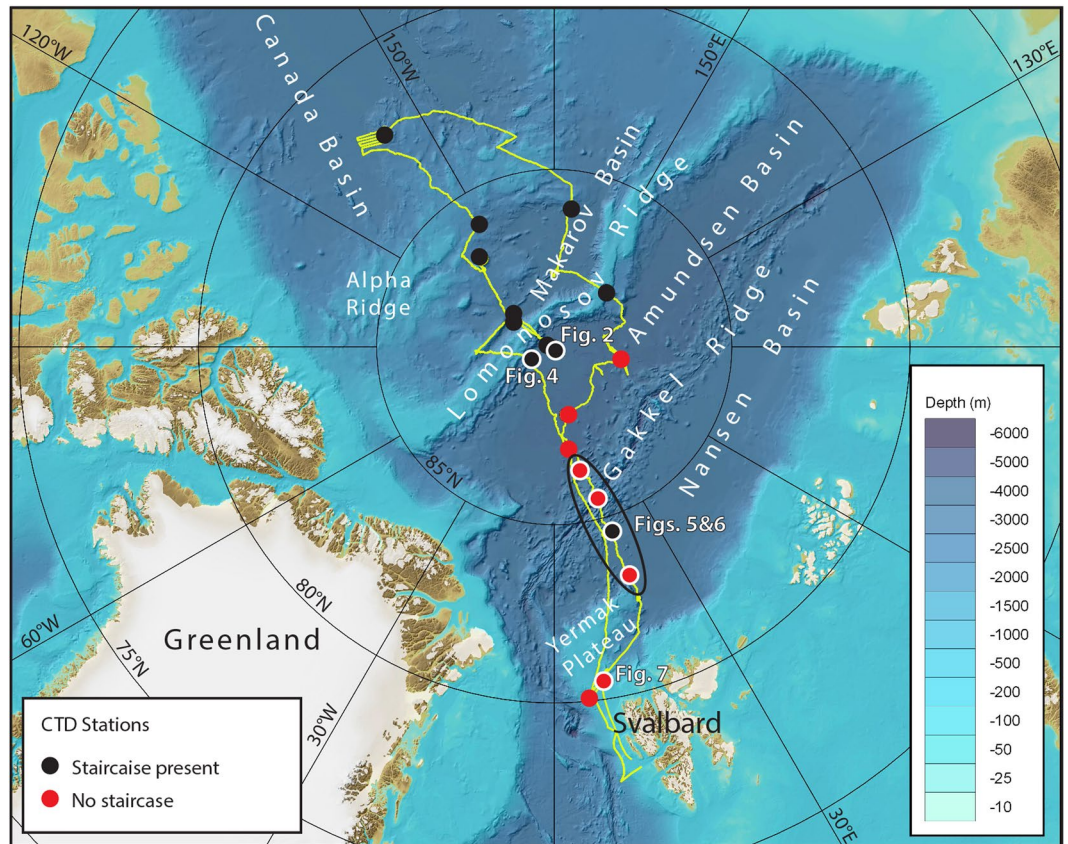 120°W
150°W
150°E
130°E
Canada Basin
Makarov Basin
Lomonosov Ridge
Amundsen Basin
Alpha
Ridge
Gakkel Ridge
Nansen Basin
Fig. 2
Fig. 4
85°N
Figs. 5&6
80°N
75°N
60°W
30°W
30°E
Greenland
Yermak
Plateau
Fig. 7
Svalbard
CTD Stations
Staircaise present
No staircase
Depth (m)
-6000
-5000
-4000
-3000
-2500
-2000
-1500
-1000
-500
-200
-100
-50
-25
-10